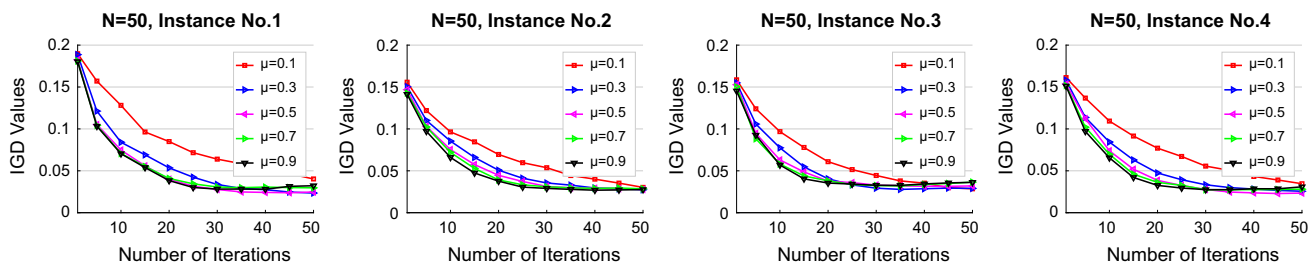 N=50, Instance No.1
N=50, Instance No.2
N=50, Instance No.3
N=50, Instance No.4
IGD Values
0.2
0.15
0.1
0.05
0
μ=0.1
μ=0.3
μ=0.5
μ=0.7
μ=0.9
10 20 30 40 50
Number of Iterations
IGD Values
0.2
0.15
0.1
0.05
0
μ=0.1
μ=0.3
μ=0.5
μ=0.7
μ=0.9
10 20 30 40 50
Number of Iterations
IGD Values
0.2
0.15
0.1
0.05
0
μ=0.1
μ=0.3
μ=0.5
μ=0.7
μ=0.9
10 20 30 40 50
Number of Iterations
IGD Values
0.2
0.15
0.1
0.05
0
μ=0.1
μ=0.3
μ=0.5
μ=0.7
μ=0.9
10 20 30 40 50
Number of Iterations